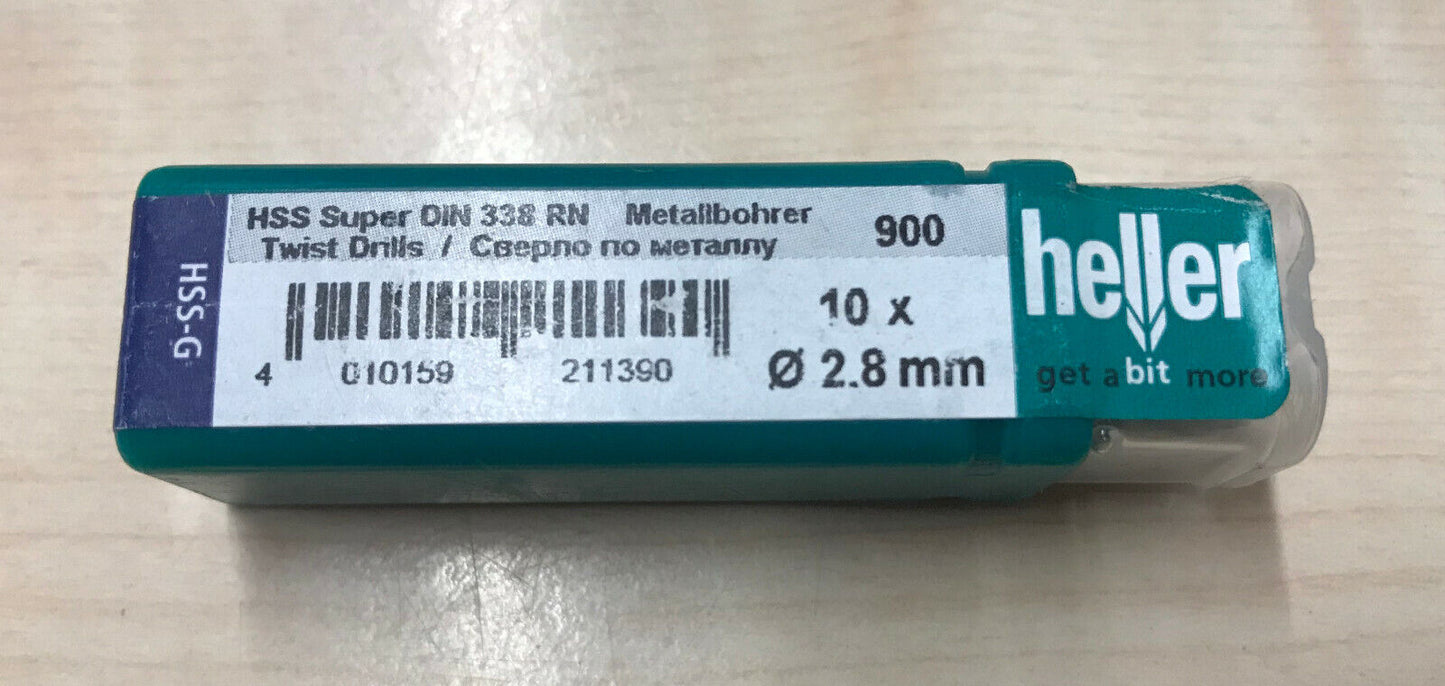 HSS-G
HSS Super DIN 338 RN Metallbohrer 900
Twist Drills / Сверло по металлу
4 010159 211390
10 x
Ø 2.8 mm
heller
get a bit more